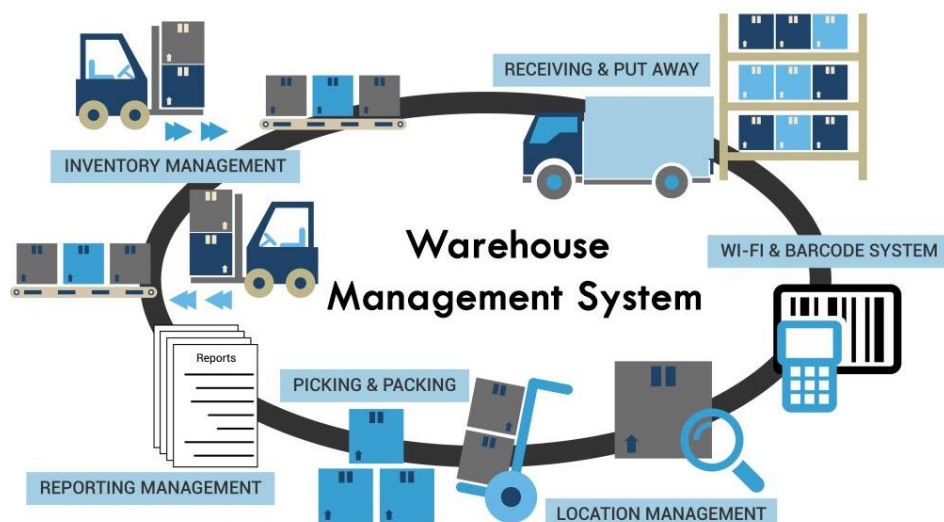 RECEIVING & PUT AWAY
INVENTORY MANAGEMENT
Warehouse
Management System
WI-FI & BARCODE SYSTEM
Reports
PICKING & PACKING
REPORTING MANAGEMENT
LOCATION MANAGEMENT